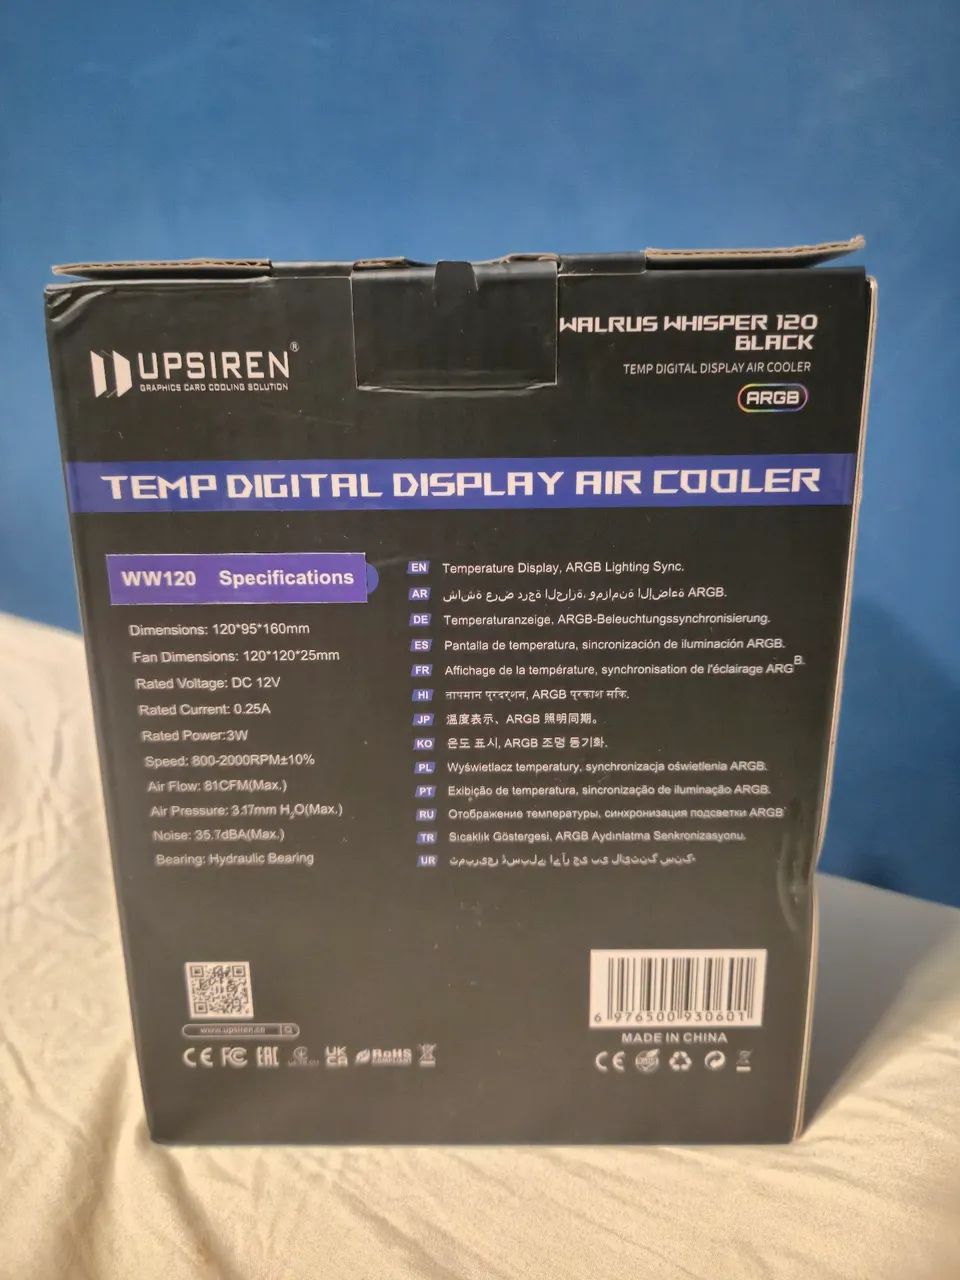 UPSIREN®
GRAPHICS CARD COOLING SOLUTION
WALRUS WHISPER 120
BLACK
TEMP DIGITAL DISPLAY AIR COOLER
ARGB
TEMP DIGITAL DISPLAY AIR COOLER
WW120 Specifications
Dimensions: 120*95*160mm
Fan Dimensions: 120*120*25mm
Rated Voltage: DC 12V
Rated Current: 0.25A
Rated Power:3W
Speed: 800-2000RPM±10%
Air Flow: 81CFM(Max.)
Air Pressure: 3.17mm H₂O(Max.)
Noise: 35.7dBA(Max.)
Bearing: Hydraulic Bearing
EN Temperature Display, ARGB Lighting Sync.
AR شاشة عرض درجة الحرارة، ومزامنة الإضاءة ARGB.
DE Temperaturanzeige, ARGB-Beleuchtungssynchronisierung.
ES Pantalla de temperatura, sincronización de iluminación ARGB.
FR Affichage de la température, synchronisation de l'éclairage ARGB.
HI तापमान प्रदर्शन, ARGB प्रकाश
JP 温度表示、ARGB 照明同期。
KO 온도 표시, ARGB 조명 동기화.
PL Wyświetlacz temperatury, synchronizacja oświetlenia ARGB.
PT Exibição de temperatura, sincronização de iluminação ARGB.
RU Отображение температуры, синхронизация подсветки ARGB
TR Sıcaklık Göstergesi, ARGB Aydınlatma Senkronizasyonu.
UR
www.upsiren.cn
CE FC EAC UK CA RoHS
COMPLIANT
6 976500 930601
MADE IN CHINA
CE